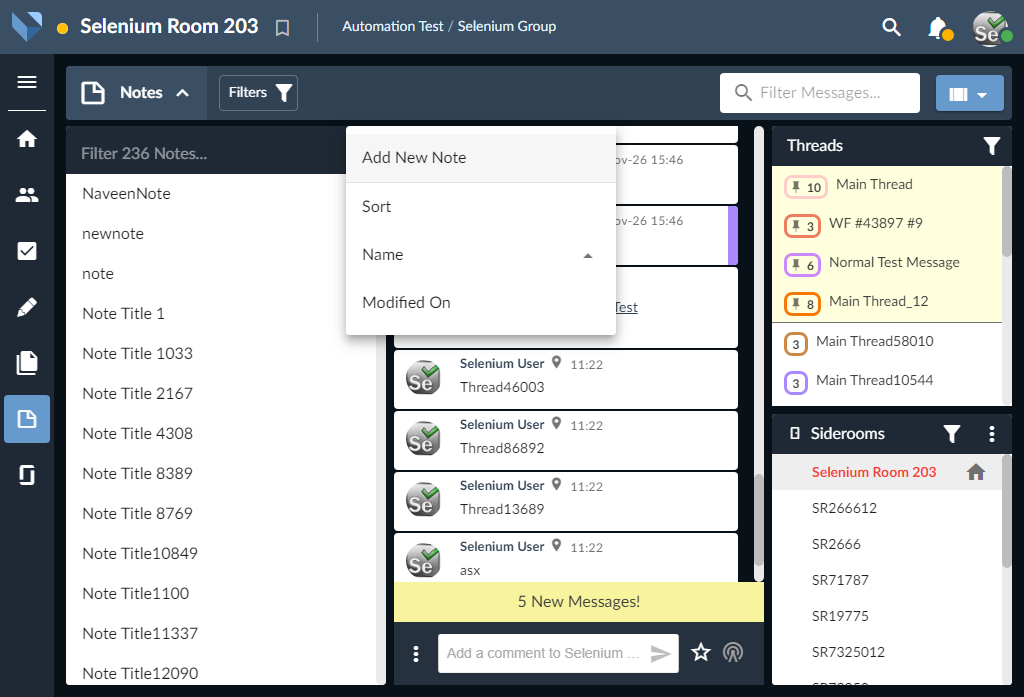 Selenium Room 203
Automation Test / Selenium Group
Notes
Filters
Filter Messages...
Filter 236 Notes...
NaveenNote
newnote
note
Note Title 1
Note Title 1033
Note Title 2167
Note Title 4308
Note Title 8389
Note Title 8769
Note Title10849
Note Title1100
Note Title11337
Note Title12090
Add New Note
Sort
Name
Modified On
ov-26 15:46
ov-26 15:46
Test
Selenium User 11:22
Thread46003
Selenium User 11:22
Thread86892
Selenium User 11:22
Thread13689
Selenium User 11:22
asx
5 New Messages!
Add a comment to Selenium ...
Threads
10 Main Thread
3 WF #43897 #9
6 Normal Test Message
8 Main Thread_12
3 Main Thread58010
3 Main Thread10544
Siderooms
Selenium Room 203
SR266612
SR2666
SR71787
SR19775
SR7325012